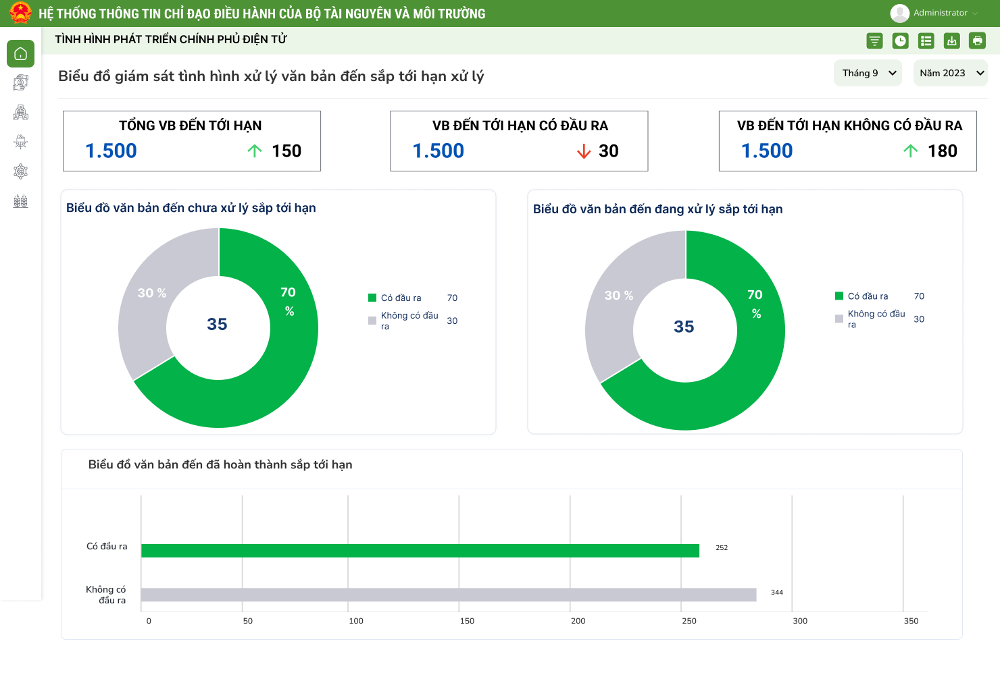 HỆ THỐNG THÔNG TIN CHỈ ĐẠO ĐIỀU HÀNH CỦA BỘ TÀI NGUYÊN VÀ MÔI TRƯỜNG
Administrator
TÌNH HÌNH PHÁT TRIỂN CHÍNH PHỦ ĐIỆN TỬ
Biểu đồ giám sát tình hình xử lý văn bản đến sắp tới hạn xử lý
Tháng 9
Năm 2023
TỔNG VB ĐẾN TỚI HẠN
1.500
150
VB ĐẾN TỚI HẠN CÓ ĐẦU RA
1.500
30
VB ĐẾN TỚI HẠN KHÔNG CÓ ĐẦU RA
1.500
180
Biểu đồ văn bản đến chưa xử lý sắp tới hạn
30 %
70
%
35
Có đầu ra 70
Không có đầu
ra
30
Biểu đồ văn bản đến đang xử lý sắp tới hạn
30 %
70
%
35
Có đầu ra 70
Không có đầu
ra
30
Biểu đồ văn bản đến đã hoàn thành sắp tới hạn
Có đầu ra
252
Không có
đầu ra
344
0 50 100 150 200 250 300 350